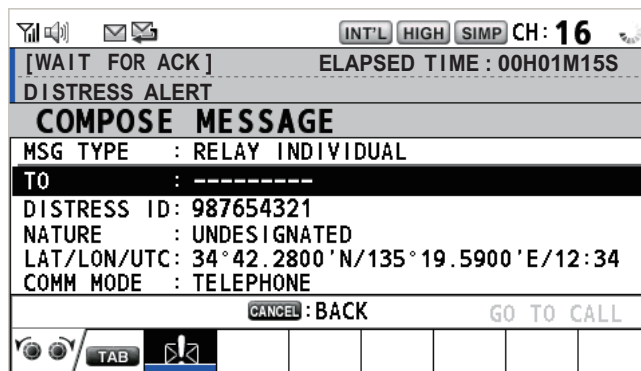 INT'L HIGH SIMP CH: 16
[WAIT FOR ACK] ELAPSED TIME : 00H01M15S
DISTRESS ALERT
COMPOSE MESSAGE
MSG TYPE : RELAY INDIVIDUAL
TO : ---------
DISTRESS ID: 987654321
NATURE : UNDESIGNATED
LAT/LON/UTC: 34°42.2800'N/135°19.5900'E/12:34
COMM MODE : TELEPHONE
CANCEL : BACK GO TO CALL
TAB